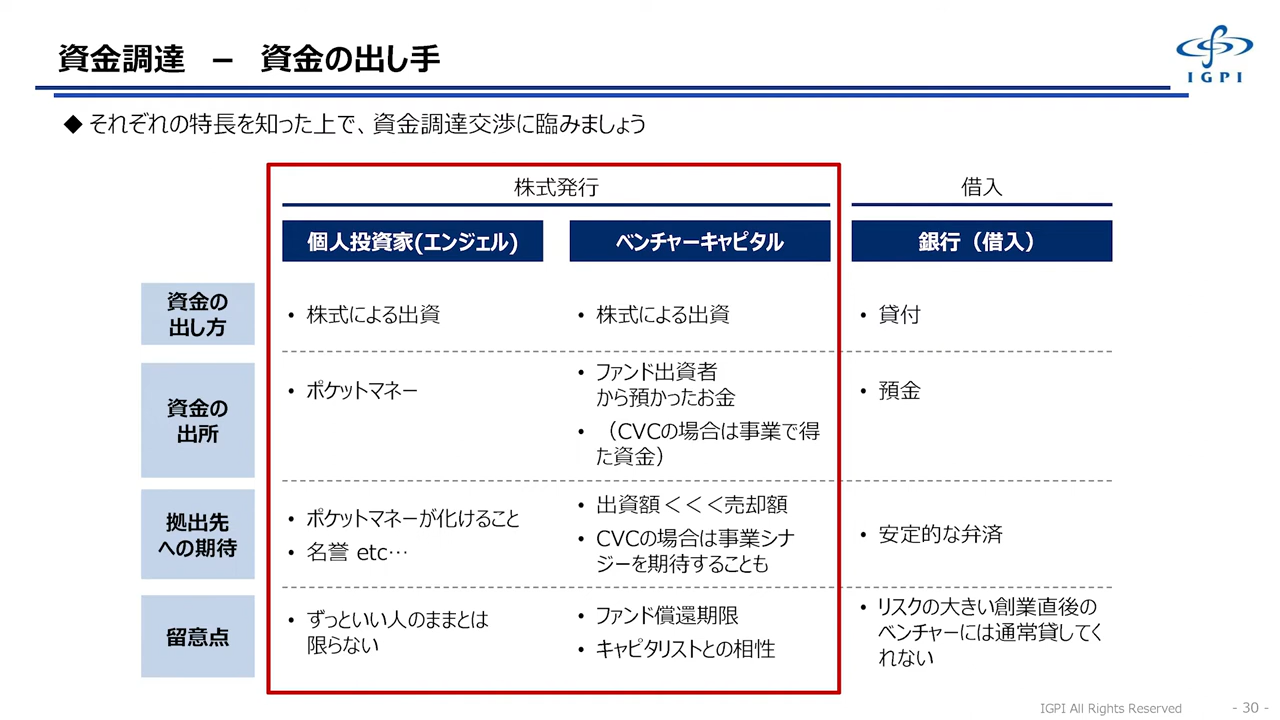 資金調達 － 資金の出し手
IGPI
◆ それぞれの特長を知った上で、資金調達交渉に臨みましょう
株式発行
借入
個人投資家(エンジェル)
ベンチャーキャピタル
銀行（借入）
資金の
出し方
• 株式による出資
• 株式による出資
• 貸付
資金の
出所
• ポケットマネー
• ファンド出資者
から預かったお金
• （CVCの場合は事業で得
た資金）
• 預金
拠出先
への期待
• ポケットマネーが化けること
• 名誉 etc…
• 出資額＜＜＜売却額
• CVCの場合は事業シナ
ジーを期待することも
• 安定的な弁済
留意点
• ずっといい人のままとは
限らない
• ファンド償還期限
• キャピタリストとの相性
• リスクの大きい創業直後の
ベンチャーには通常貸してく
れない
IGPI All Rights Reserved
- 30 -